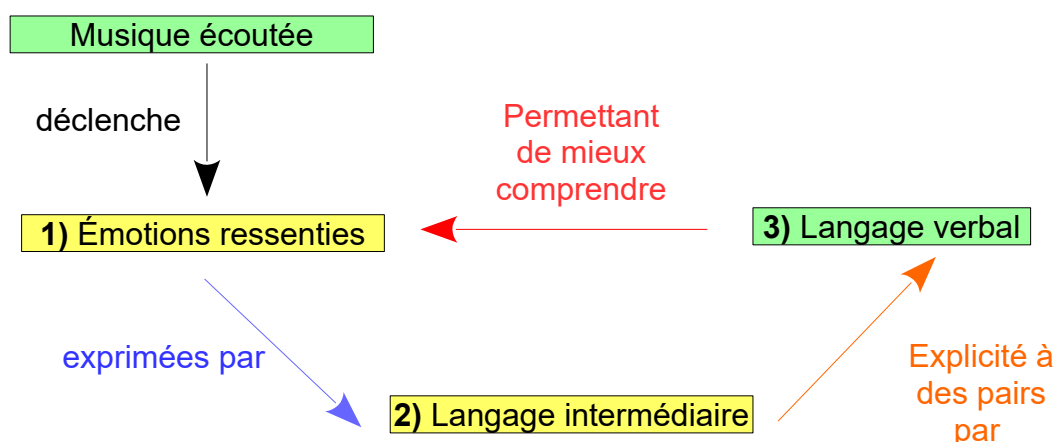 Musique écoutée
déclenche
Permettant
de mieux
comprendre
1) Émotions ressenties
3) Langage verbal
exprimées par
Explicité à
des pairs
par
2) Langage intermédiaire